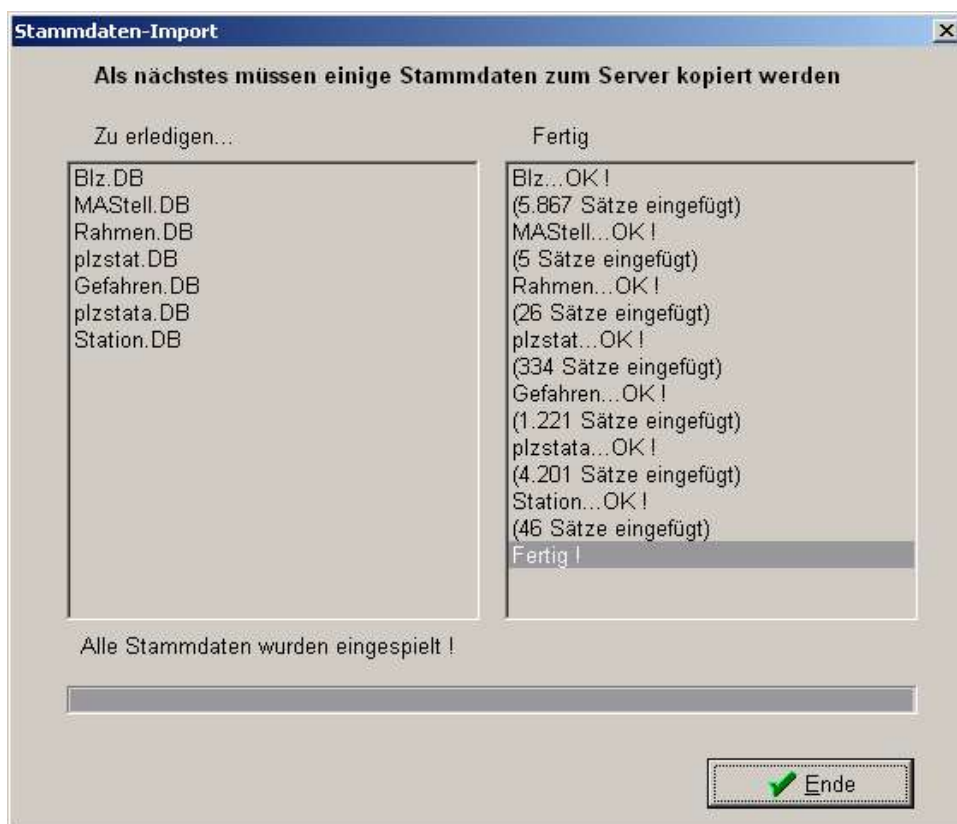 Stammdaten-Import
Als nächstes müssen einige Stammdaten zum Server kopiert werden
Zu erledigen...
Blz.DB
MAStell.DB
Rahmen.DB
plzstat.DB
Gefahren.DB
plzstata.DB
Station.DB
Fertig
Blz...OK !
(5.867 Sätze eingefügt)
MAStell...OK !
(5 Sätze eingefügt)
Rahmen...OK !
(26 Sätze eingefügt)
plzstat...OK !
(334 Sätze eingefügt)
Gefahren...OK !
(1.221 Sätze eingefügt)
plzstata...OK !
(4.201 Sätze eingefügt)
Station...OK !
(46 Sätze eingefügt)
Fertig !
Alle Stammdaten wurden eingespielt !
Ende